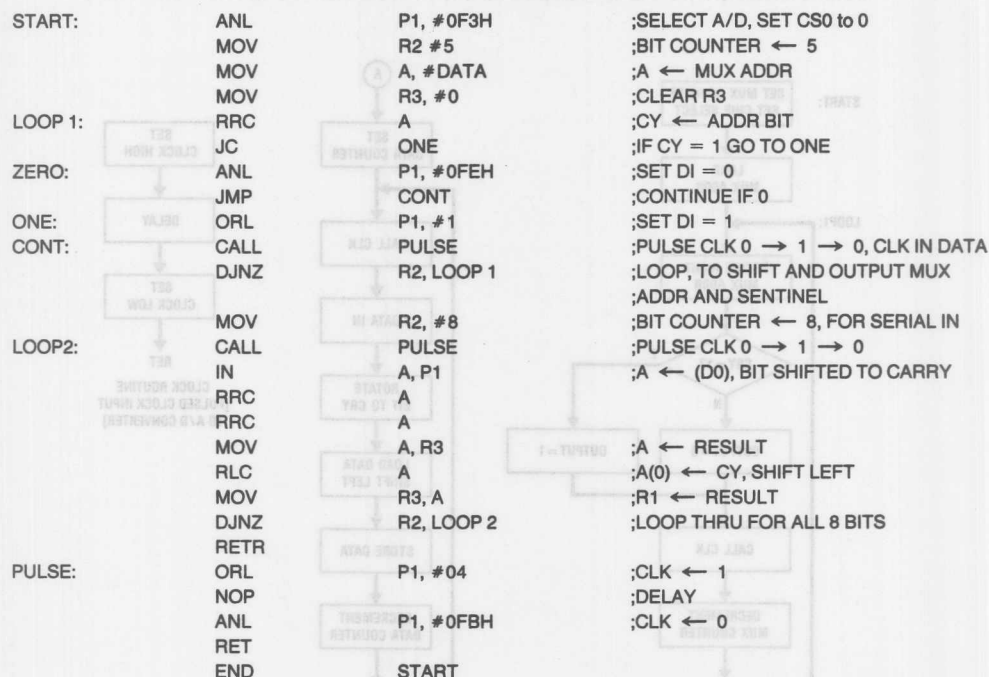 START: ANL P1, #0F3H ;SELECT A/D, SET CS0 to 0
MOV R2 #5 ;BIT COUNTER ← 5
MOV A, #DATA ;A ← MUX ADDR
MOV R3, #0 ;CLEAR R3
LOOP 1: RRC A ;CY ← ADDR BIT
JC ONE ;IF CY = 1 GO TO ONE
ZERO: ANL P1, #0FEH ;SET DI = 0
JMP CONT ;CONTINUE IF 0
ONE: ORL P1, #1 ;SET DI = 1
CONT: CALL PULSE ;PULSE CLK 0 → 1 → 0, CLK IN DATA
DJNZ R2, LOOP 1 ;LOOP, TO SHIFT AND OUTPUT MUX
;ADDR AND SENTINEL
MOV R2, #8 ;BIT COUNTER ← 8, FOR SERIAL IN
LOOP2: CALL PULSE ;PULSE CLK 0 → 1 → 0
IN A, P1 ;A ← (D0), BIT SHIFTED TO CARRY
RRC A
RRC A
MOV A, R3 ;A ← RESULT
RLC A ;A(0) ← CY, SHIFT LEFT
MOV R3, A ;R1 ← RESULT
DJNZ R2, LOOP 2 ;LOOP THRU FOR ALL 8 BITS
RETR
PULSE: ORL P1, #04 ;CLK ← 1
NOP ;DELAY
ANL P1, #0FBH ;CLK ← 0
RET
END START